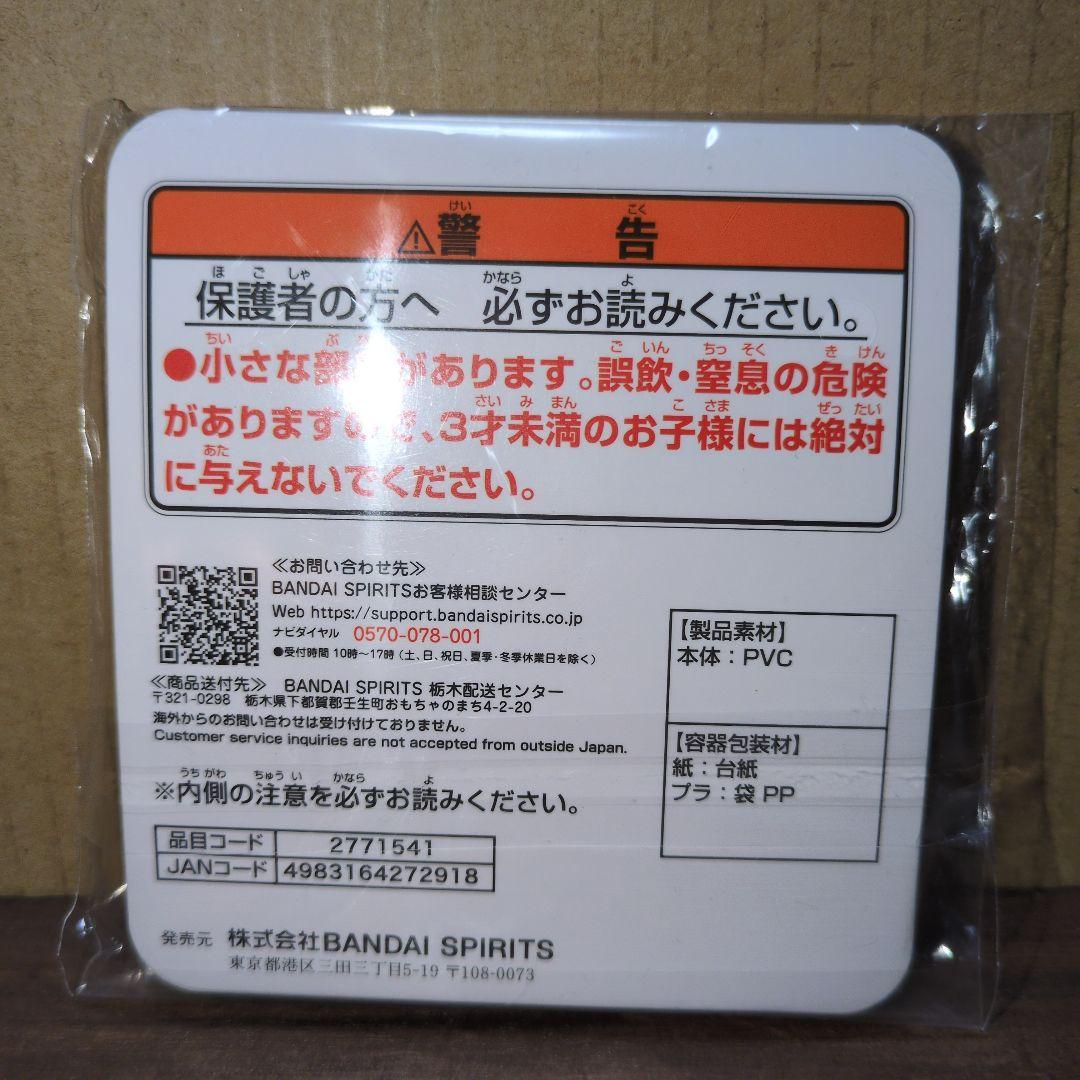 ⚠警告
けい こく
ほ ご しゃ かた かなら よ
保護者の方へ 必ずお読みください。
ちい ぶ ご いん ちっ そく き けん
●小さな部 があります。誤飲・窒息の危険
さい み まん こ さま ぜっ たい
がありますので、3才未満のお子様には絶対
あた
に与えないでください。
≪お問い合わせ先≫
BANDAI SPIRITSお客様相談センター
Web https://support.bandaispirits.co.jp
ナビダイヤル 0570-078-001
●受付時間 10時〜17時(土、日、祝日、夏季・冬季休業日を除く)
≪商品送付先≫ BANDAI SPIRITS 栃木配送センター
〒321-0298 栃木県下都賀郡壬生町おもちゃのまち4-2-20
海外からのお問い合わせは受け付けておりません。
Customer service inquiries are not accepted from outside Japan.
うち がわ ちゅう い かなら よ
※内側の注意を必ずお読みください。
品目コード 2771541
JANコード 4983164272918
【製品素材】
本体:PVC
【容器包装材】
紙:台紙
プラ:袋 PP
発売元 株式会社BANDAI SPIRITS
東京都港区三田三丁目5-19 〒108-0073